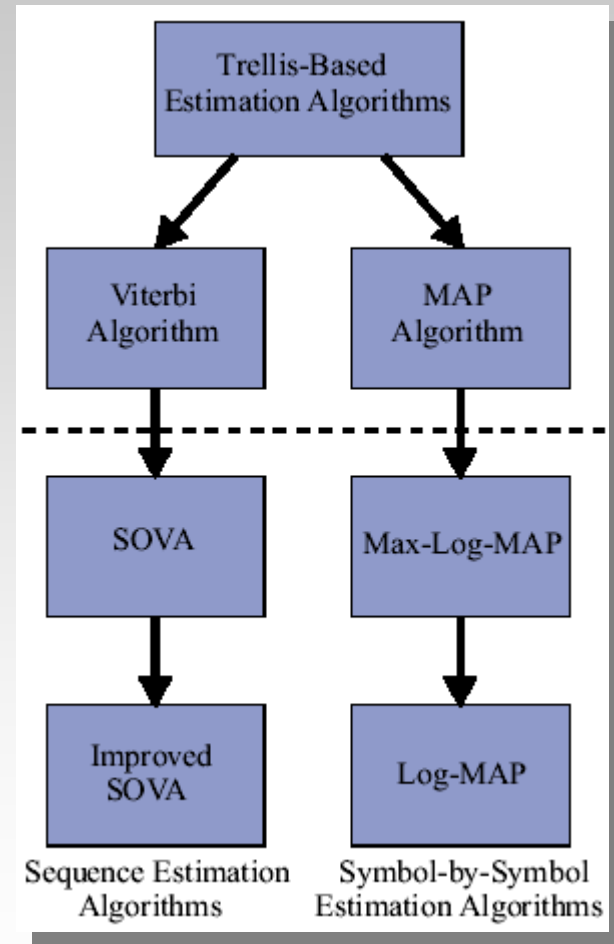 Trellis-Based
Estimation Algorithms
Viterbi
Algorithm
MAP
Algorithm
SOVA
Max-Log-MAP
Improved
SOVA
Log-MAP
Sequence Estimation
Algorithms
Symbol-by-Symbol
Estimation Algorithms